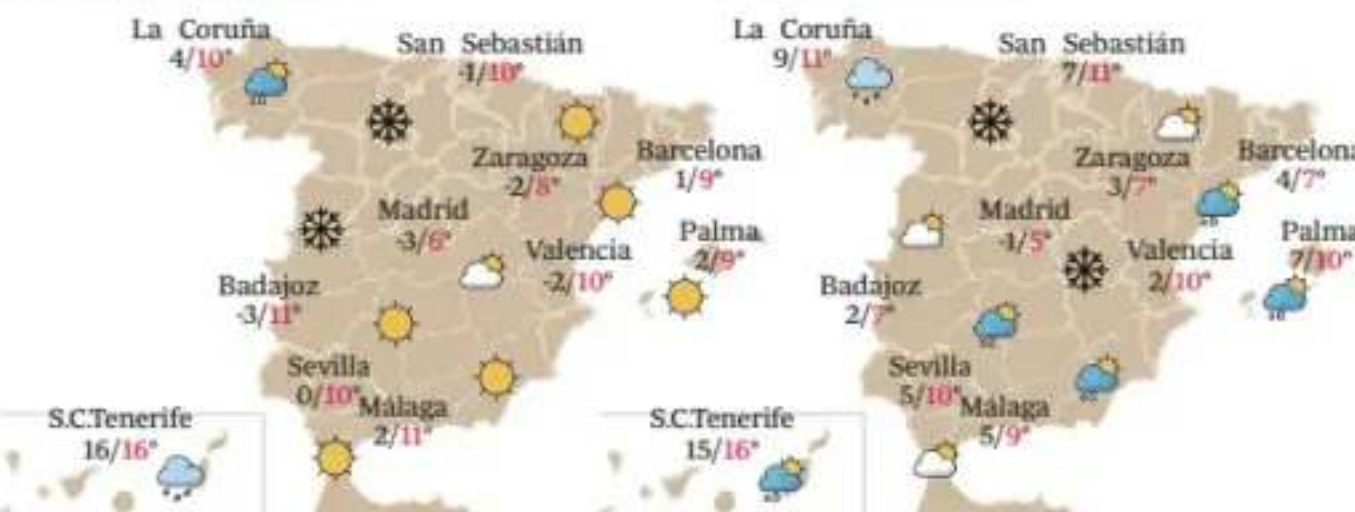 La Coruña
4/10°
San Sebastián
-1/10°
Zaragoza
-2/8°
Barcelona
1/9°
Madrid
-3/6°
Palma
2/9°
Valencia
-2/10°
Badajoz
-3/11°
Sevilla
0/10°
Málaga
2/11°
S.C.Tenerife
16/16°
La Coruña
9/11°
San Sebastián
7/11°
Zaragoza
3/7°
Barcelona
4/7°
Madrid
-1/5°
Palma
7/10°
Valencia
2/10°
Badajoz
2/7°
Sevilla
5/10°
Málaga
5/9°
S.C.Tenerife
15/16°